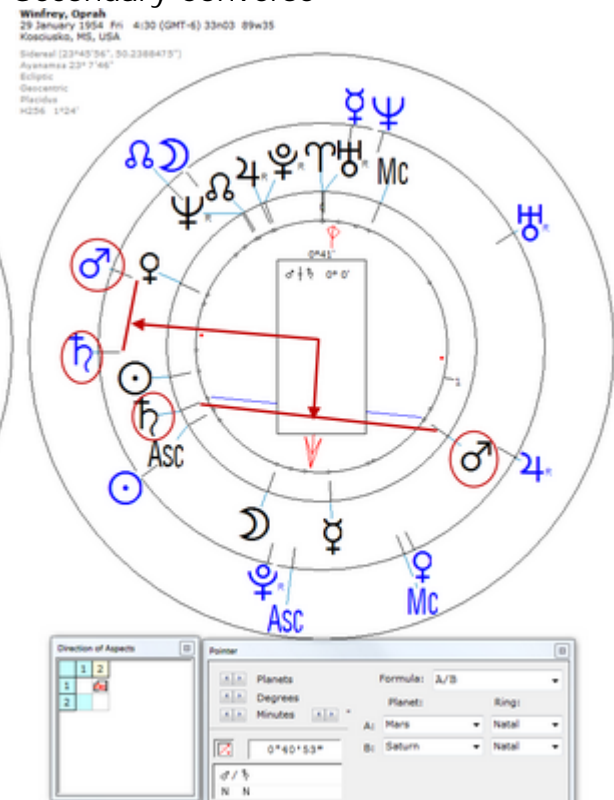 Secondary Converse
Winfrey, Oprah
29 January 1954 Fri 4:30 (GMT-6) 33n03 89w35
Kosciusko, MS, USA
Sidereal (23°45'56", 50.2388475")
Ayanamsa 23° 7'46"
Ecliptic
Geocentric
Placidus
H256 1°24'
Mc
0°41'
0° 0'
Asc
Asc
Mc
Direction of Aspects
1 2
1
2
Pointer
Planets
Degrees
Minutes
Formula: A/B
Planet: Ring:
A: Mars Natal
B: Saturn Natal
0°40'53"
♂/♄
N N